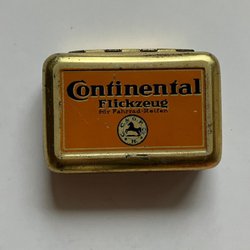 Continental
Flickzeug
für Fahrrad-Reifen